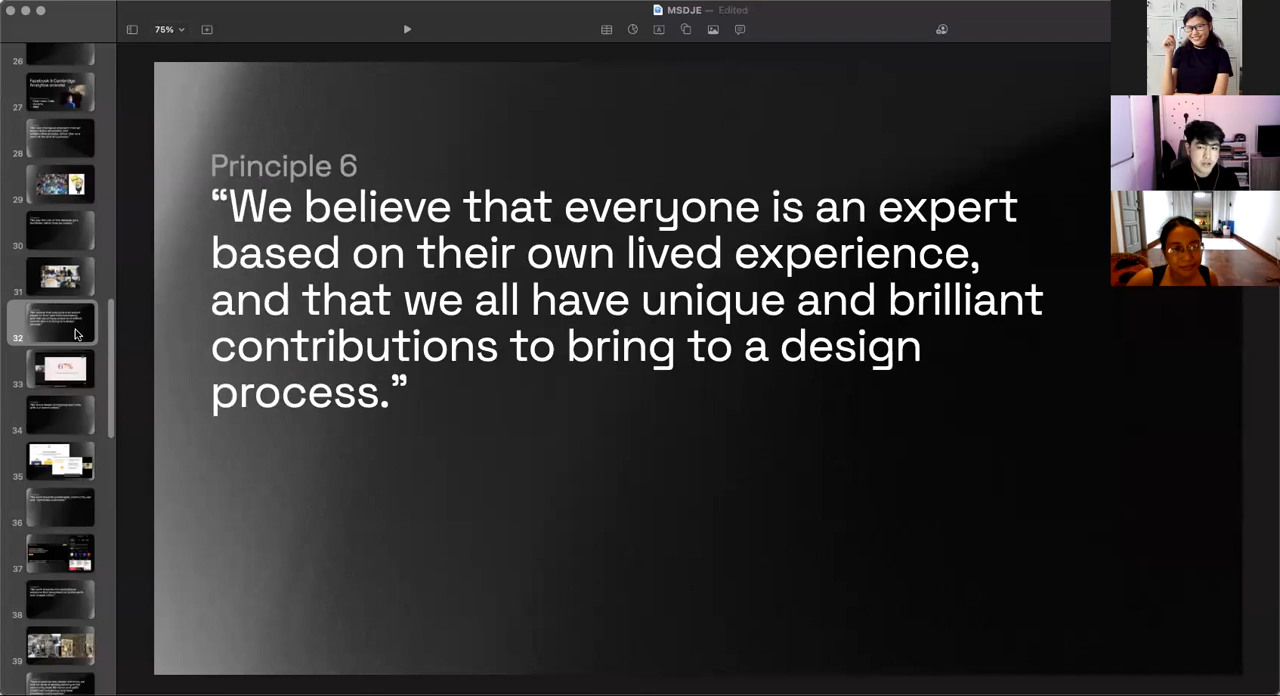 MSDJE — Edited
75%
26
Facebook & Cambridge
Analytica scandal
27
28
29
30
31
32
67%
33
34
35
36
37
38
39
Principle 6
“We believe that everyone is an expert
based on their own lived experience,
and that we all have unique and brilliant
contributions to bring to a design
process.”